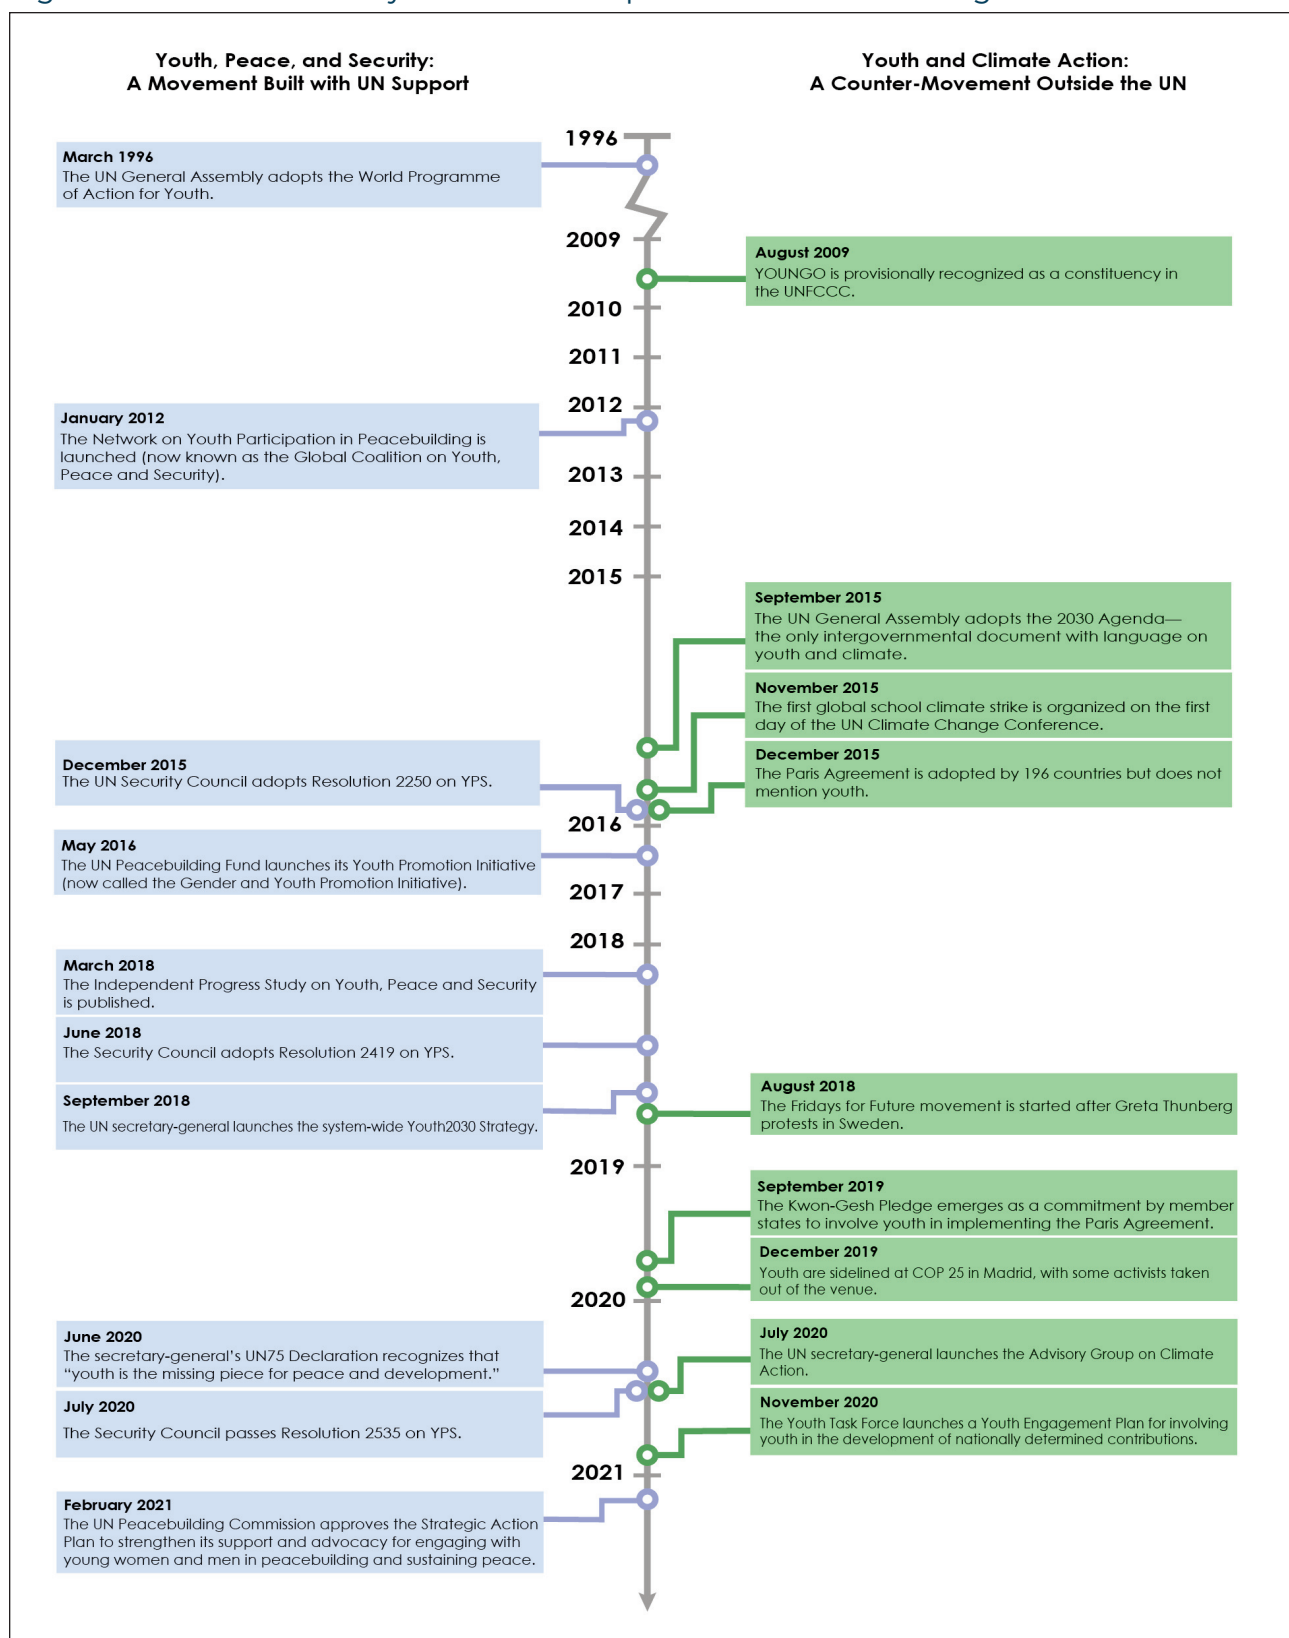 Youth, Peace, and Security:
A Movement Built with UN Support
Youth and Climate Action:
A Counter-Movement Outside the UN
1996
March 1996
The UN General Assembly adopts the World Programme
of Action for Youth.
2009
August 2009
YOUNGO is provisionally recognized as a constituency in
the UNFCCC.
2010
2011
2012
January 2012
The Network on Youth Participation in Peacebuilding is
launched (now known as the Global Coalition on Youth,
Peace and Security).
2013
2014
2015
September 2015
The UN General Assembly adopts the 2030 Agenda—
the only intergovernmental document with language on
youth and climate.
November 2015
The first global school climate strike is organized on the first
day of the UN Climate Change Conference.
December 2015
The UN Security Council adopts Resolution 2250 on YPS.
December 2015
The Paris Agreement is adopted by 196 countries but does not
mention youth.
2016
May 2016
The UN Peacebuilding Fund launches its Youth Promotion Initiative
(now called the Gender and Youth Promotion Initiative).
2017
2018
March 2018
The Independent Progress Study on Youth, Peace and Security
is published.
June 2018
The Security Council adopts Resolution 2419 on YPS.
September 2018
The UN secretary-general launches the system-wide Youth2030 Strategy.
August 2018
The Fridays for Future movement is started after Greta Thunberg
protests in Sweden.
2019
September 2019
The Kwon-Gesh Pledge emerges as a commitment by member
states to involve youth in implementing the Paris Agreement.
December 2019
Youth are sidelined at COP 25 in Madrid, with some activists taken
out of the venue.
2020
June 2020
The secretary-general's UN75 Declaration recognizes that
“youth is the missing piece for peace and development.”
July 2020
The Security Council passes Resolution 2535 on YPS.
July 2020
The UN secretary-general launches the Advisory Group on Climate
Action.
November 2020
The Youth Task Force launches a Youth Engagement Plan for involving
youth in the development of nationally determined contributions.
2021
February 2021
The UN Peacebuilding Commission approves the Strategic Action
Plan to strengthen its support and advocacy for engaging with
young women and men in peacebuilding and sustaining peace.